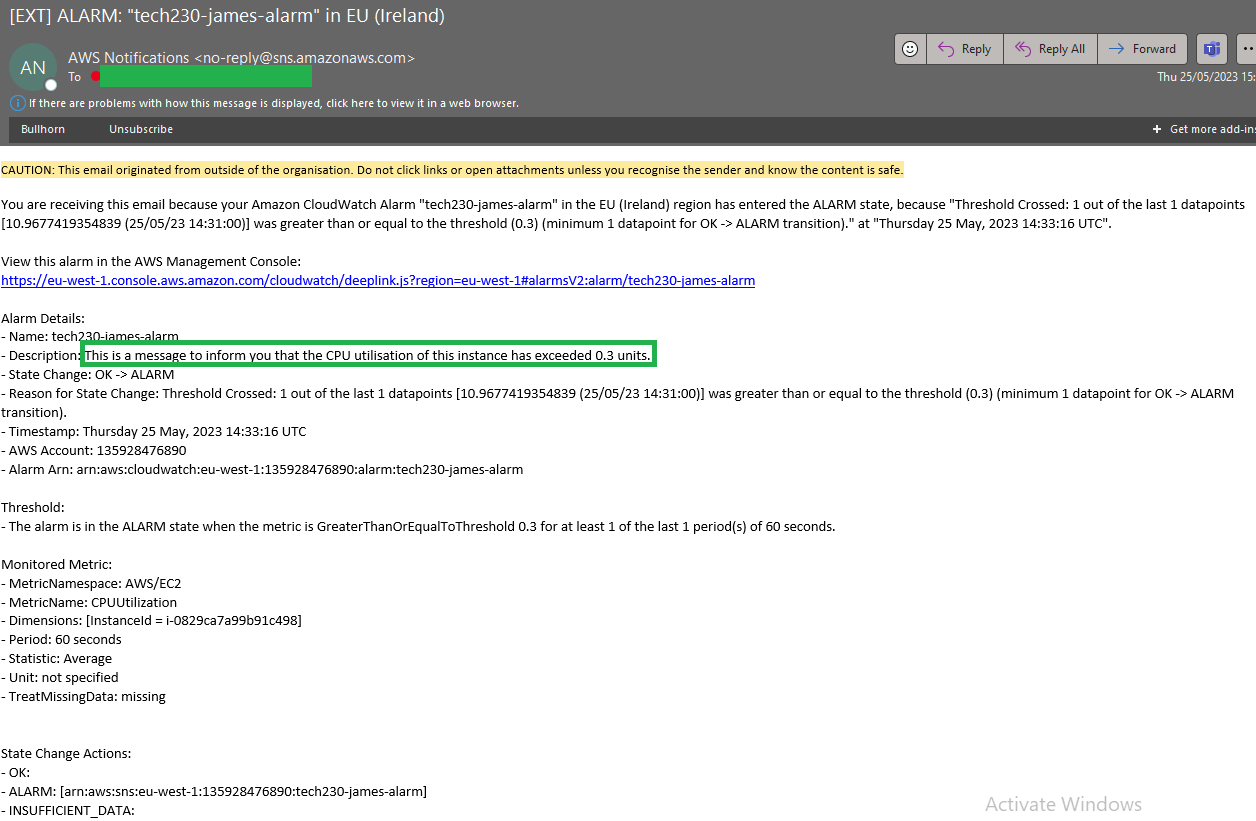 [EXT] ALARM: "tech230-james-alarm" in EU (Ireland)
AN
AWS Notifications <no-reply@sns.amazonaws.com>
To
Reply
Reply All
Forward
Thu 25/05/2023 15:
If there are problems with how this message is displayed, click here to view it in a web browser.
Bullhorn Unsubscribe
+ Get more add-ins
CAUTION: This email originated from outside of the organisation. Do not click links or open attachments unless you recognise the sender and know the content is safe.
You are receiving this email because your Amazon CloudWatch Alarm "tech230-james-alarm" in the EU (Ireland) region has entered the ALARM state, because "Threshold Crossed: 1 out of the last 1 datapoints
[10.9677419354839 (25/05/23 14:31:00)] was greater than or equal to the threshold (0.3) (minimum 1 datapoint for OK -> ALARM transition)." at "Thursday 25 May, 2023 14:33:16 UTC".
View this alarm in the AWS Management Console:
https://eu-west-1.console.aws.amazon.com/cloudwatch/deeplink.js?region=eu-west-1#alarmsV2:alarm/tech230-james-alarm
Alarm Details:
- Name: tech230-james-alarm
- Description: This is a message to inform you that the CPU utilisation of this instance has exceeded 0.3 units.
- State Change: OK -> ALARM
- Reason for State Change: Threshold Crossed: 1 out of the last 1 datapoints [10.9677419354839 (25/05/23 14:31:00)] was greater than or equal to the threshold (0.3) (minimum 1 datapoint for OK -> ALARM
transition).
- Timestamp: Thursday 25 May, 2023 14:33:16 UTC
- AWS Account: 135928476890
- Alarm Arn: arn:aws:cloudwatch:eu-west-1:135928476890:alarm:tech230-james-alarm
Threshold:
- The alarm is in the ALARM state when the metric is GreaterThanOrEqualToThreshold 0.3 for at least 1 of the last 1 period(s) of 60 seconds.
Monitored Metric:
- MetricNamespace: AWS/EC2
- MetricName: CPUUtilization
- Dimensions: [InstanceId = i-0829ca7a99b91c498]
- Period: 60 seconds
- Statistic: Average
- Unit: not specified
- TreatMissingData: missing
State Change Actions:
- OK:
- ALARM: [arn:aws:sns:eu-west-1:135928476890:tech230-james-alarm]
- INSUFFICIENT_DATA:
Activate Windows